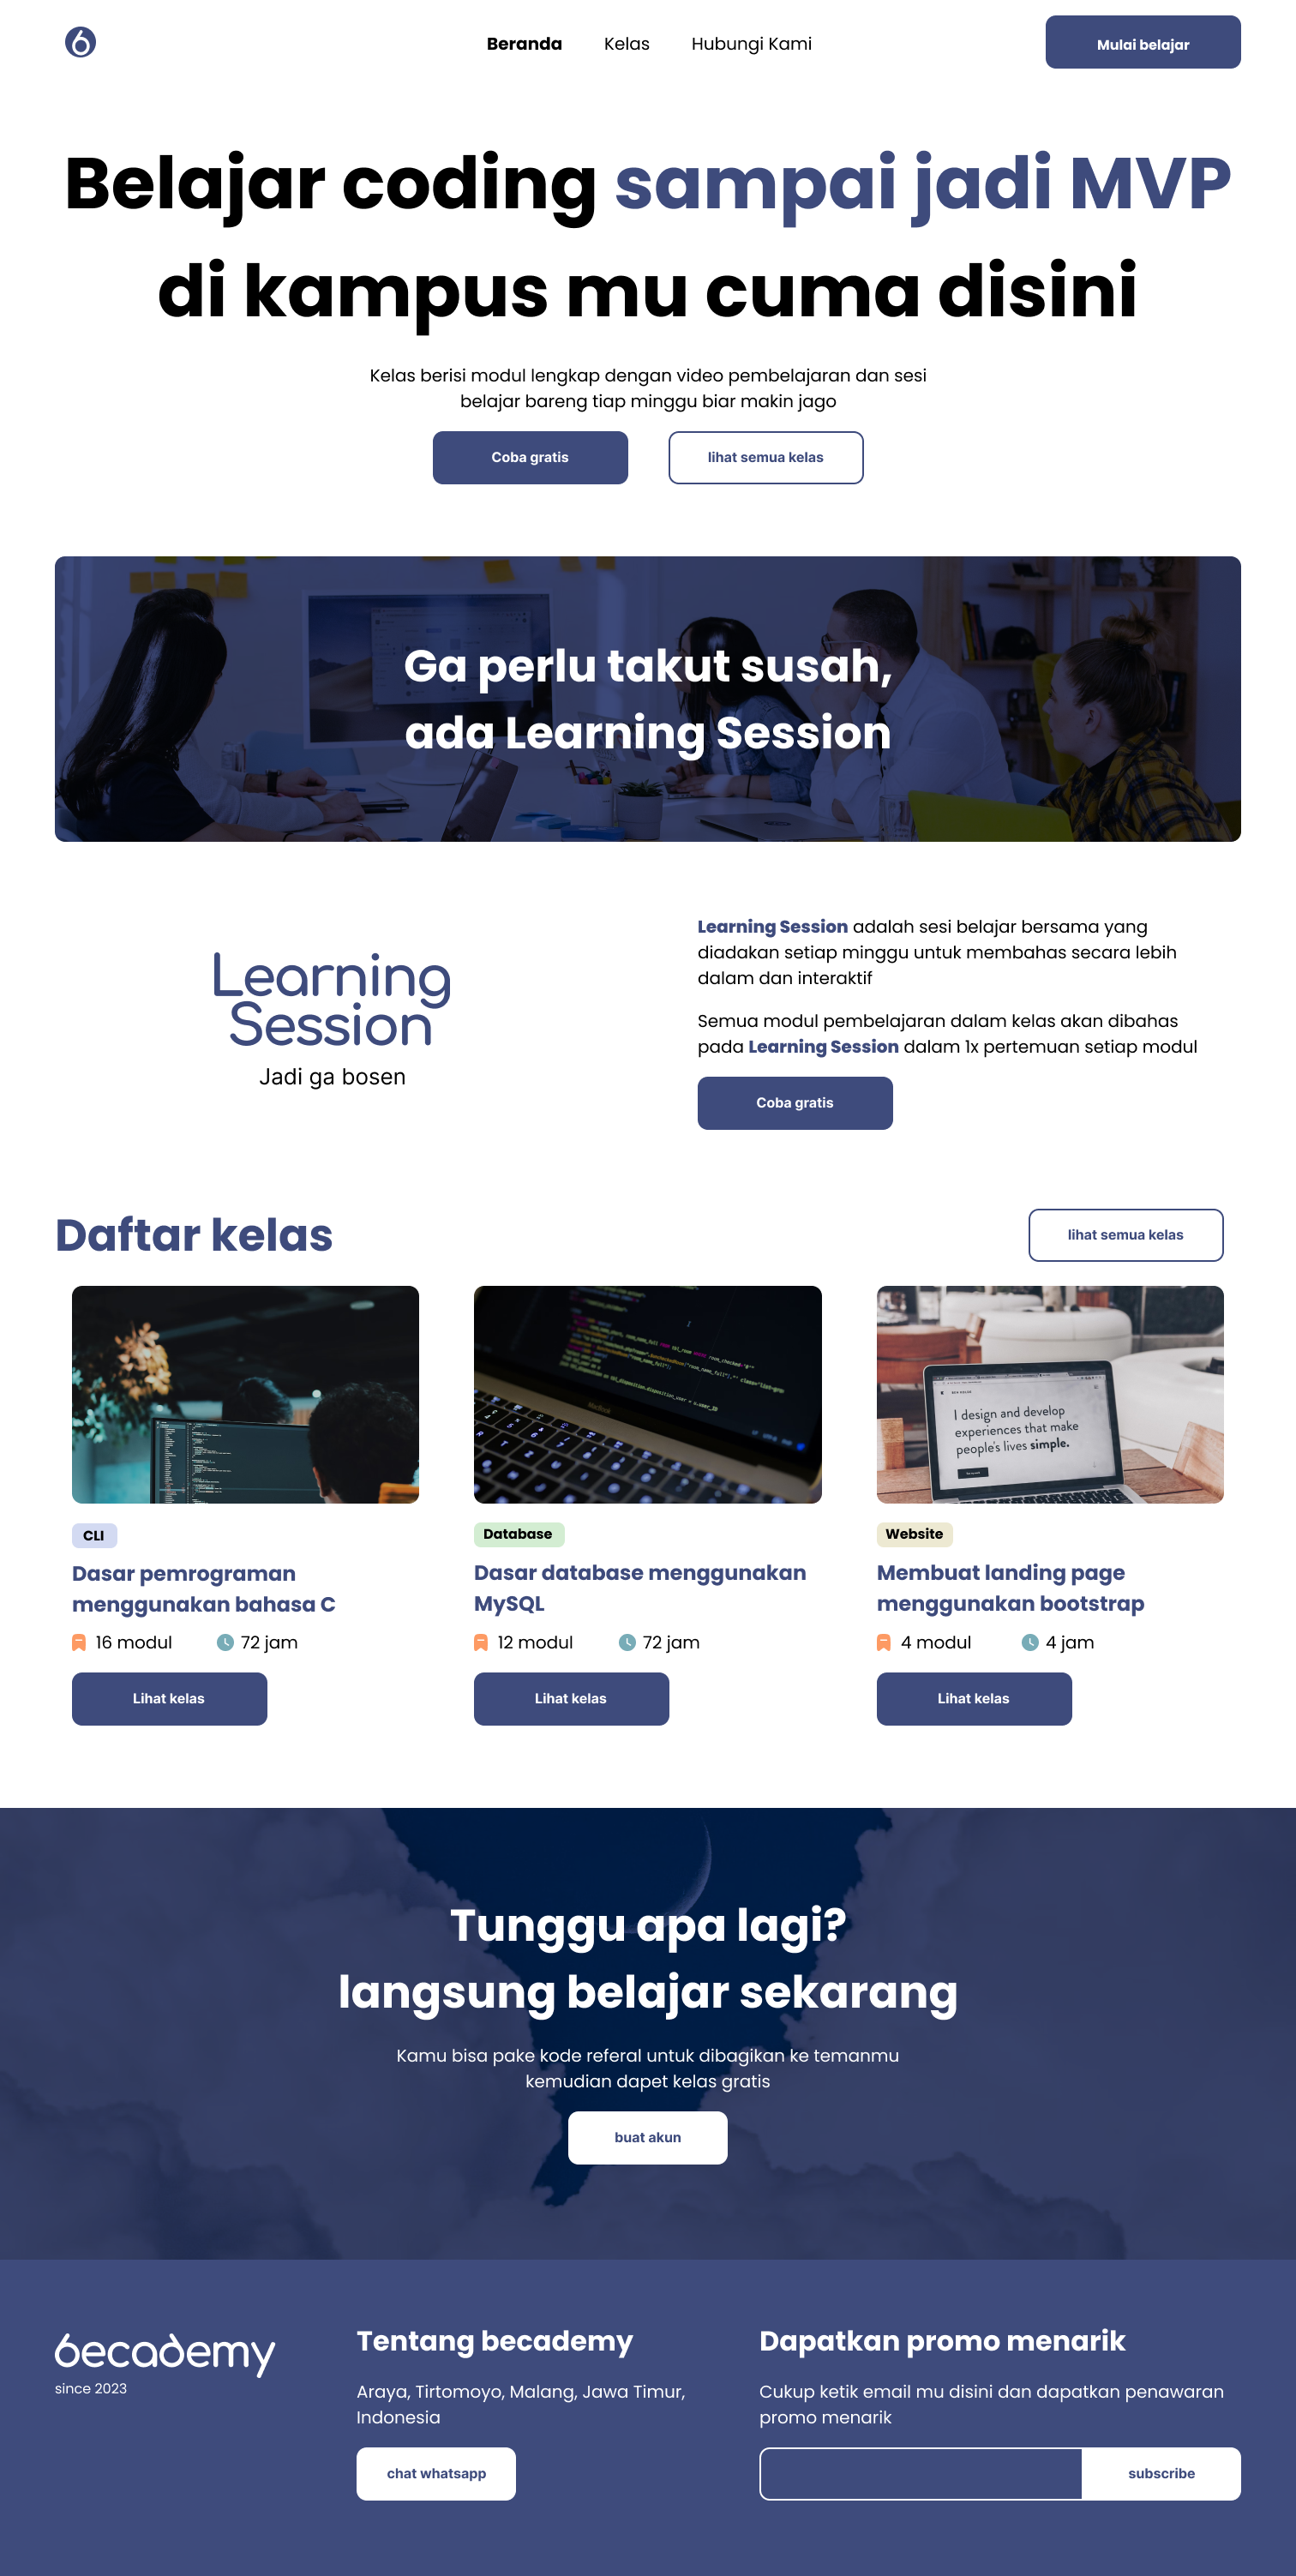 Beranda
Kelas
Hubungi Kami
Mulai belajar
Belajar coding sampai jadi MVP
di kampus mu cuma disini
Kelas berisi modul lengkap dengan video pembelajaran dan sesi
belajar bareng tiap minggu biar makin jago
Coba gratis
lihat semua kelas
Ga perlu takut susah,
ada Learning Session
Learning
Session
Jadi ga bosen
Learning Session adalah sesi belajar bersama yang
diadakan setiap minggu untuk membahas secara lebih
dalam dan interaktif
Semua modul pembelajaran dalam kelas akan dibahas
pada Learning Session dalam 1x pertemuan setiap modul
Coba gratis
Daftar kelas
lihat semua kelas
I design and develop
experiences that make
people's lives simple.
CLI
Dasar pemrograman
menggunakan bahasa C
16 modul
72 jam
Lihat kelas
Database
Dasar database menggunakan
MySQL
12 modul
72 jam
Lihat kelas
Website
Membuat landing page
menggunakan bootstrap
4 modul
4 jam
Lihat kelas
Tunggu apa lagi?
langsung belajar sekarang
Kamu bisa pake kode referal untuk dibagikan ke temanmu
kemudian dapet kelas gratis
buat akun
becademy
since 2023
Tentang becademy
Araya, Tirtomoyo, Malang, Jawa Timur,
Indonesia
chat whatsapp
Dapatkan promo menarik
Cukup ketik email mu disini dan dapatkan penawaran
promo menarik
subscribe